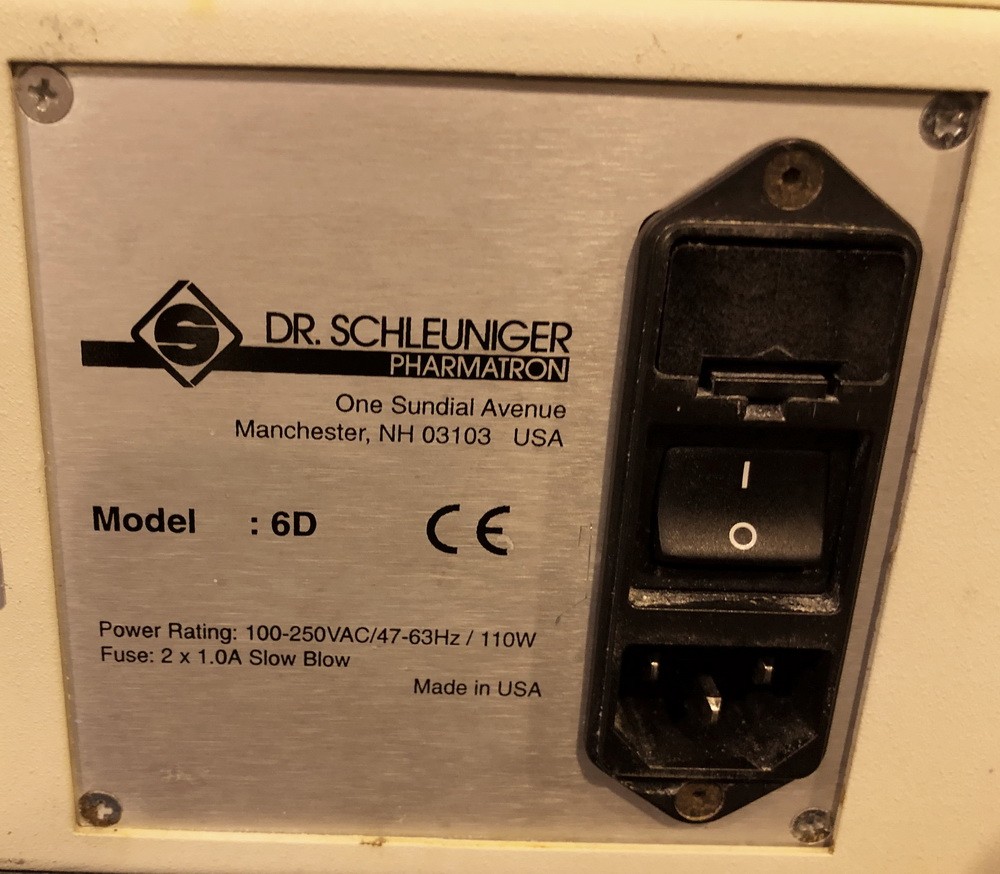 S
DR. SCHLEUNIGER
PHARMATRON
One Sundial Avenue
Manchester, NH 03103 USA
Model : 6D CE
Power Rating: 100-250VAC/47-63Hz / 110W
Fuse: 2 x 1.0A Slow Blow
Made in USA
I
O